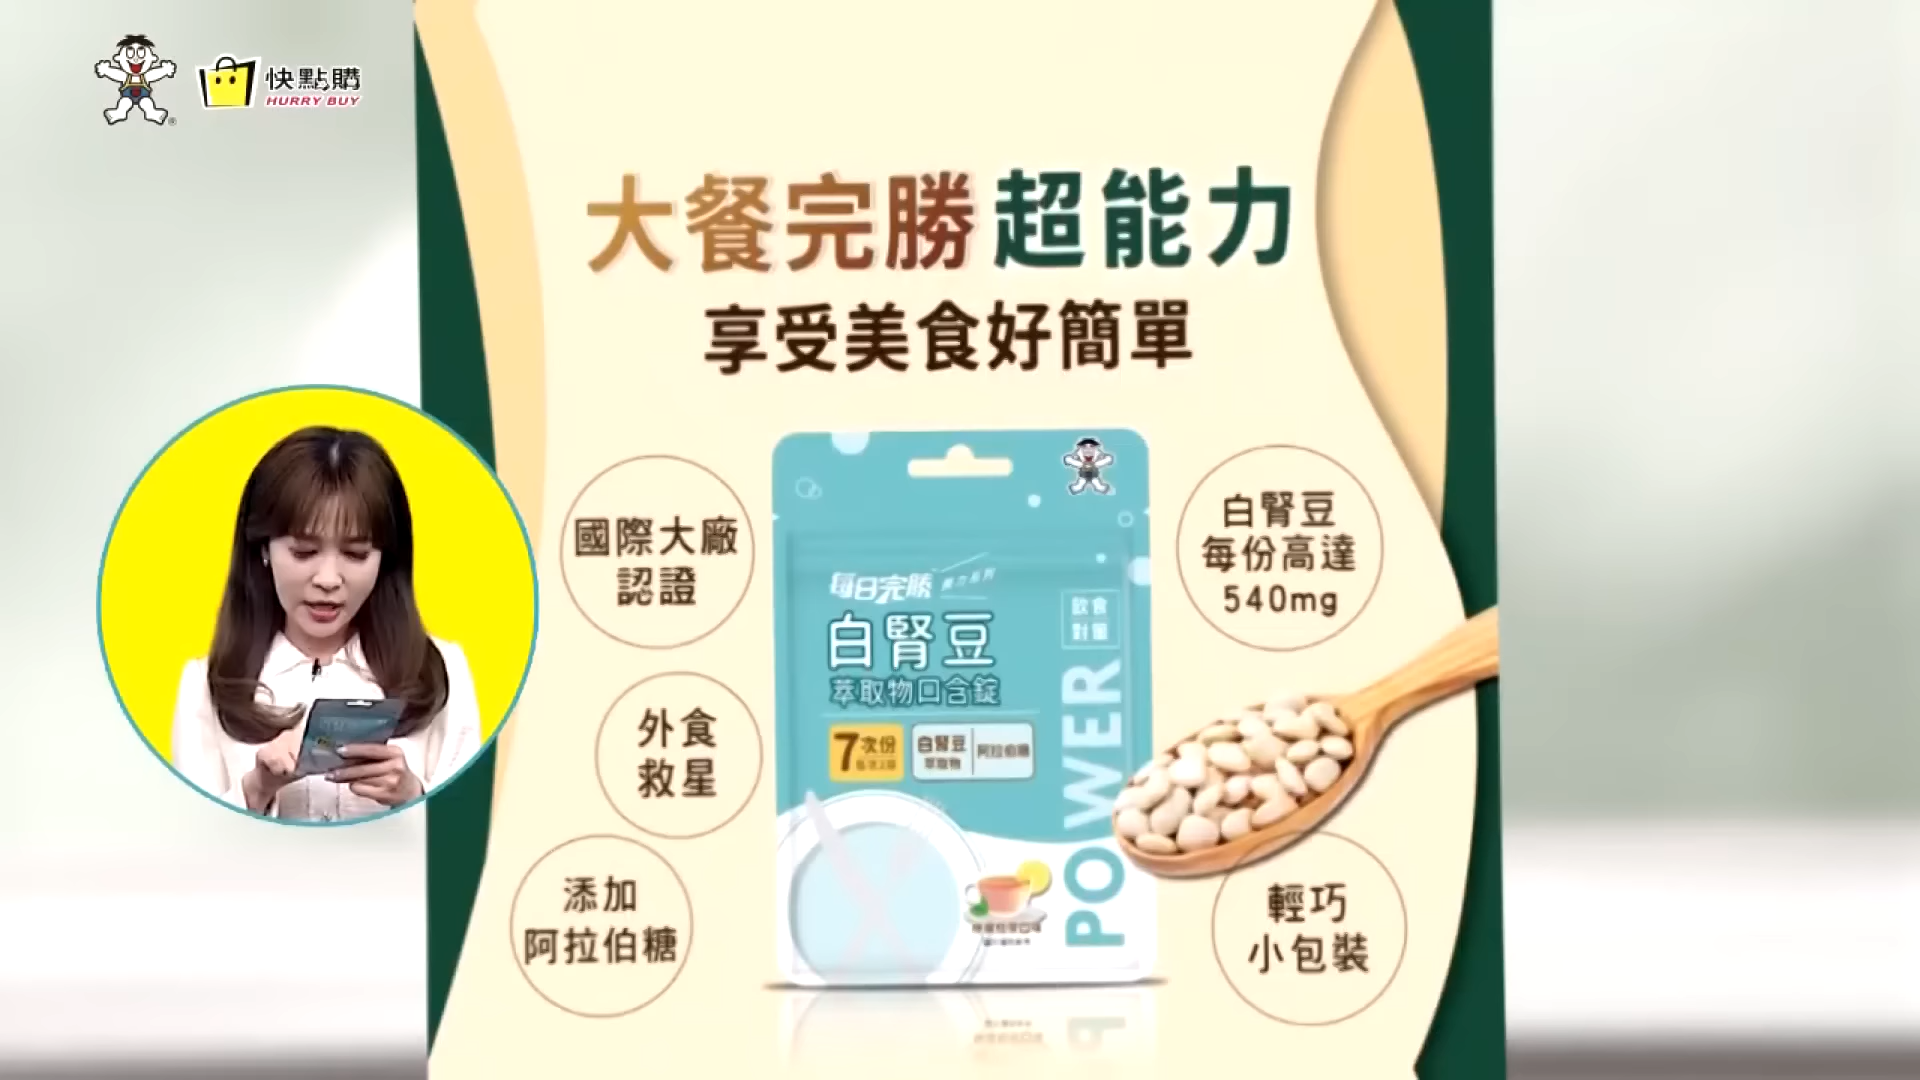 快點購
HURRY BUY
大餐完勝超能力
享受美食好簡單
國際大廠
認證
外食
救星
添加
阿拉伯糖
每日完勝
白腎豆
萃取物口含錠
7次份
白腎豆
萃取物
阿拉伯糖
飲食
對策
POWER
白腎豆
每份高達
540mg
輕巧
小包裝